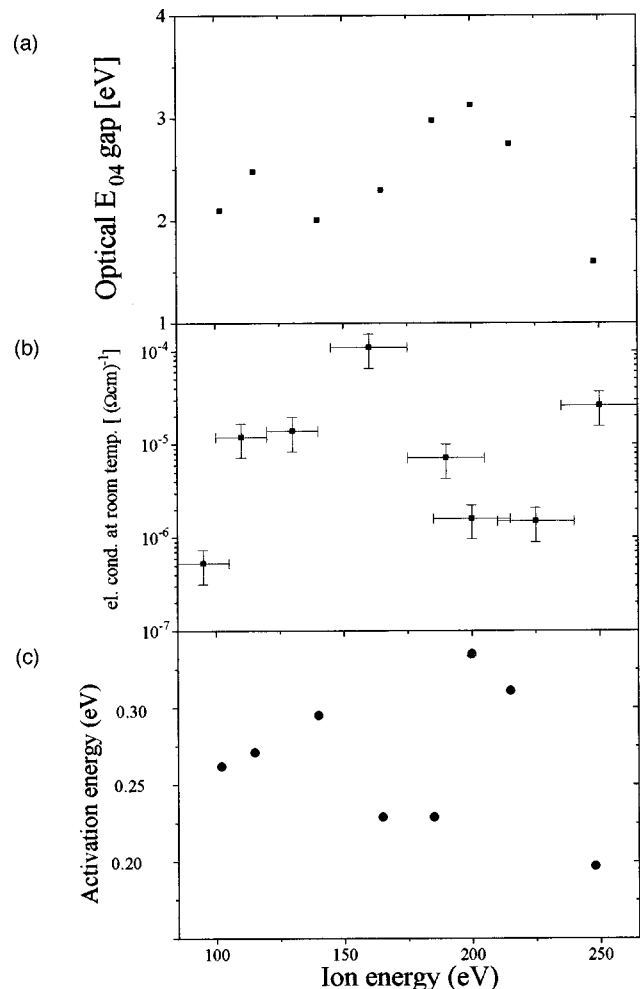 (a)
Optical E04 gap [eV]
4
3
2
1
(b)
el. cond. at room temp. [ (Ωcm)-1]
10-4
10-5
10-6
10-7
(c)
Activation energy (eV)
0.30
0.25
0.20
100 150 200 250
Ion energy (eV)